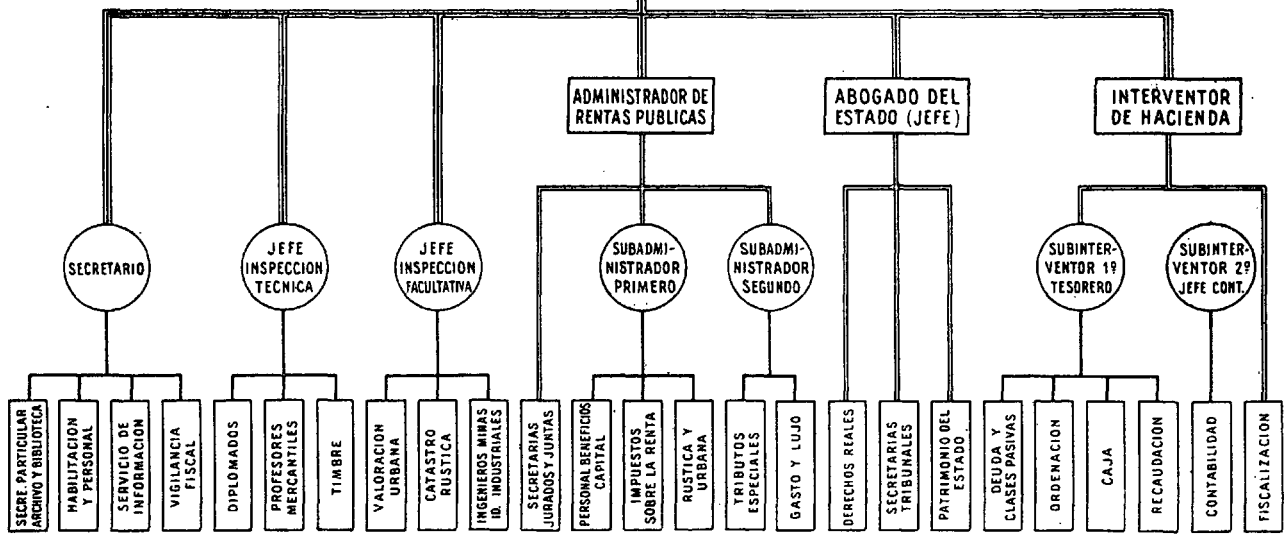 ADMINISTRADOR DE
RENTAS PUBLICAS
ABOGADO DEL
ESTADO (JEFE)
INTERVENTOR
DE HACIENDA
SECRETARIO
JEFE
INSPECCION
TECNICA
JEFE
INSPECCION
FACULTATIVA
SUBADMI-
NISTRADOR
PRIMERO
SUBADMI-
NISTRADOR
SEGUNDO
SUBINTER-
VENTOR 1º
TESORERO
SUBINTER-
VENTOR 2º
JEFE CONT.
SECRE. PARTICULAR
ARCHIVO Y BIBLIOTECA
HABILITACION
Y PERSONAL
SERVICIO DE
INFORMACION
VIGILANCIA
FISCAL
DIPLOMADOS
PROFESORES
MERCANTILES
TIMBRE
VALORACION
URBANA
CATASTRO
RUSTICA
INGENIEROS MINAS
ID. INDUSTRIALES
SECRETARIAS
JURADOS Y JUNTAS
PERSONAL BENEFICIOS
CAPITAL
IMPUESTOS
SOBRE LA RENTA
RUSTICA Y
URBANA
TRIBUTOS
ESPECIALES
GASTO Y LUJO
DERECHOS REALES
SECRETARIAS
TRIBUNALES
PATRIMONIO DEL
ESTADO
DEUDA Y
CLASES PASIVAS
ORDENACION
CAJA
RECAUDACION
CONTABILIDAD
FISCALIZACION